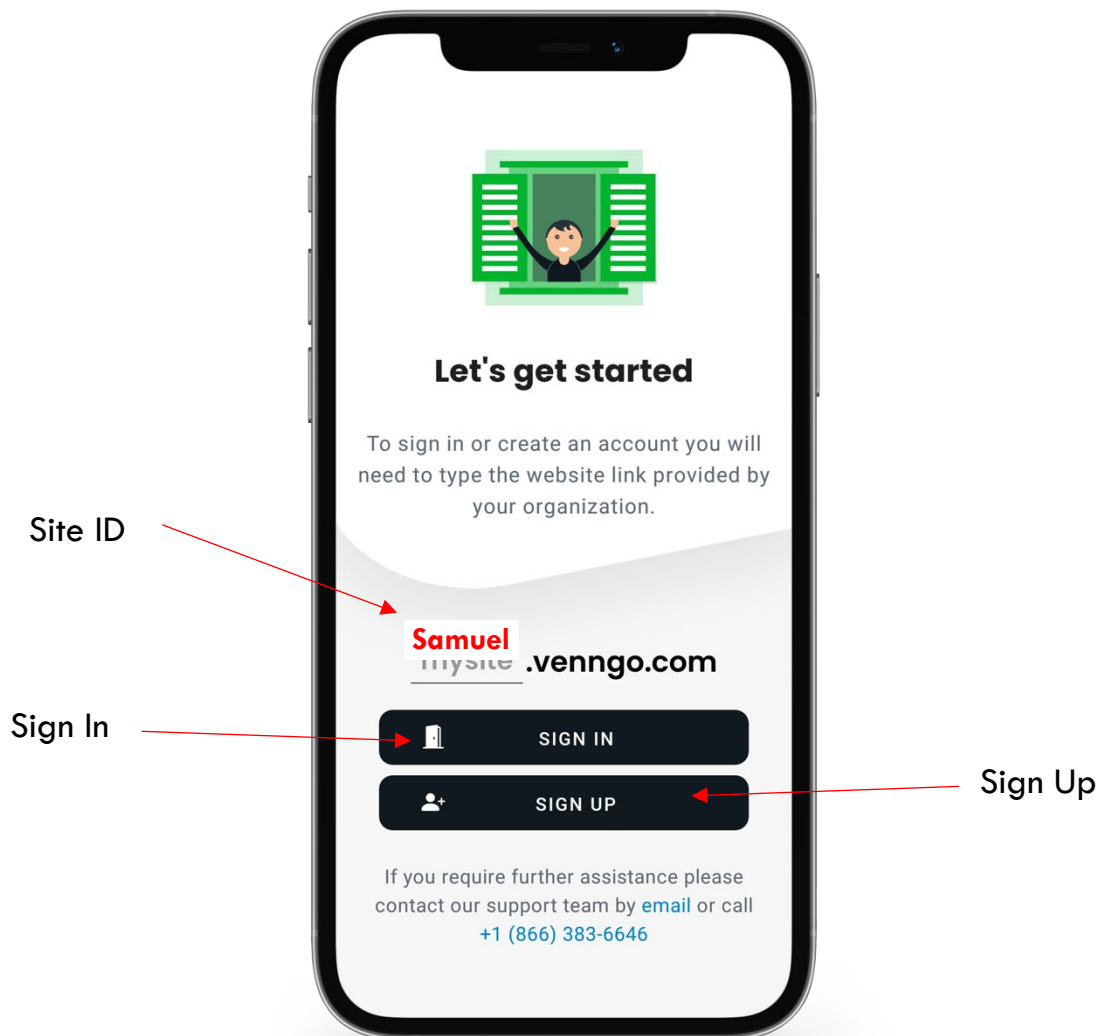 Let's get started
To sign in or create an account you will
need to type the website link provided by
your organization.
Site ID
Samuel
mysite .venngo.com
Sign In
SIGN IN
SIGN UP
Sign Up
If you require further assistance please
contact our support team by email or call
+1 (866) 383-6646